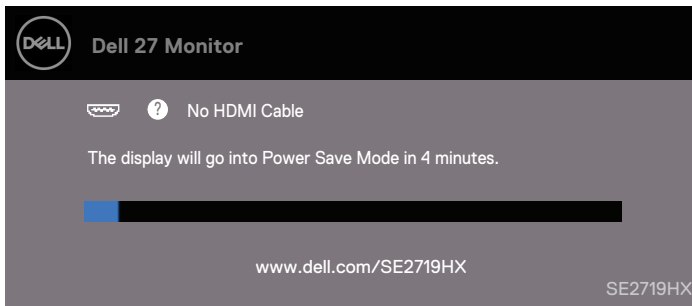 DELL
Dell 27 Monitor
? No HDMI Cable
The display will go into Power Save Mode in 4 minutes.
www.dell.com/SE2719HX
SE2719HX